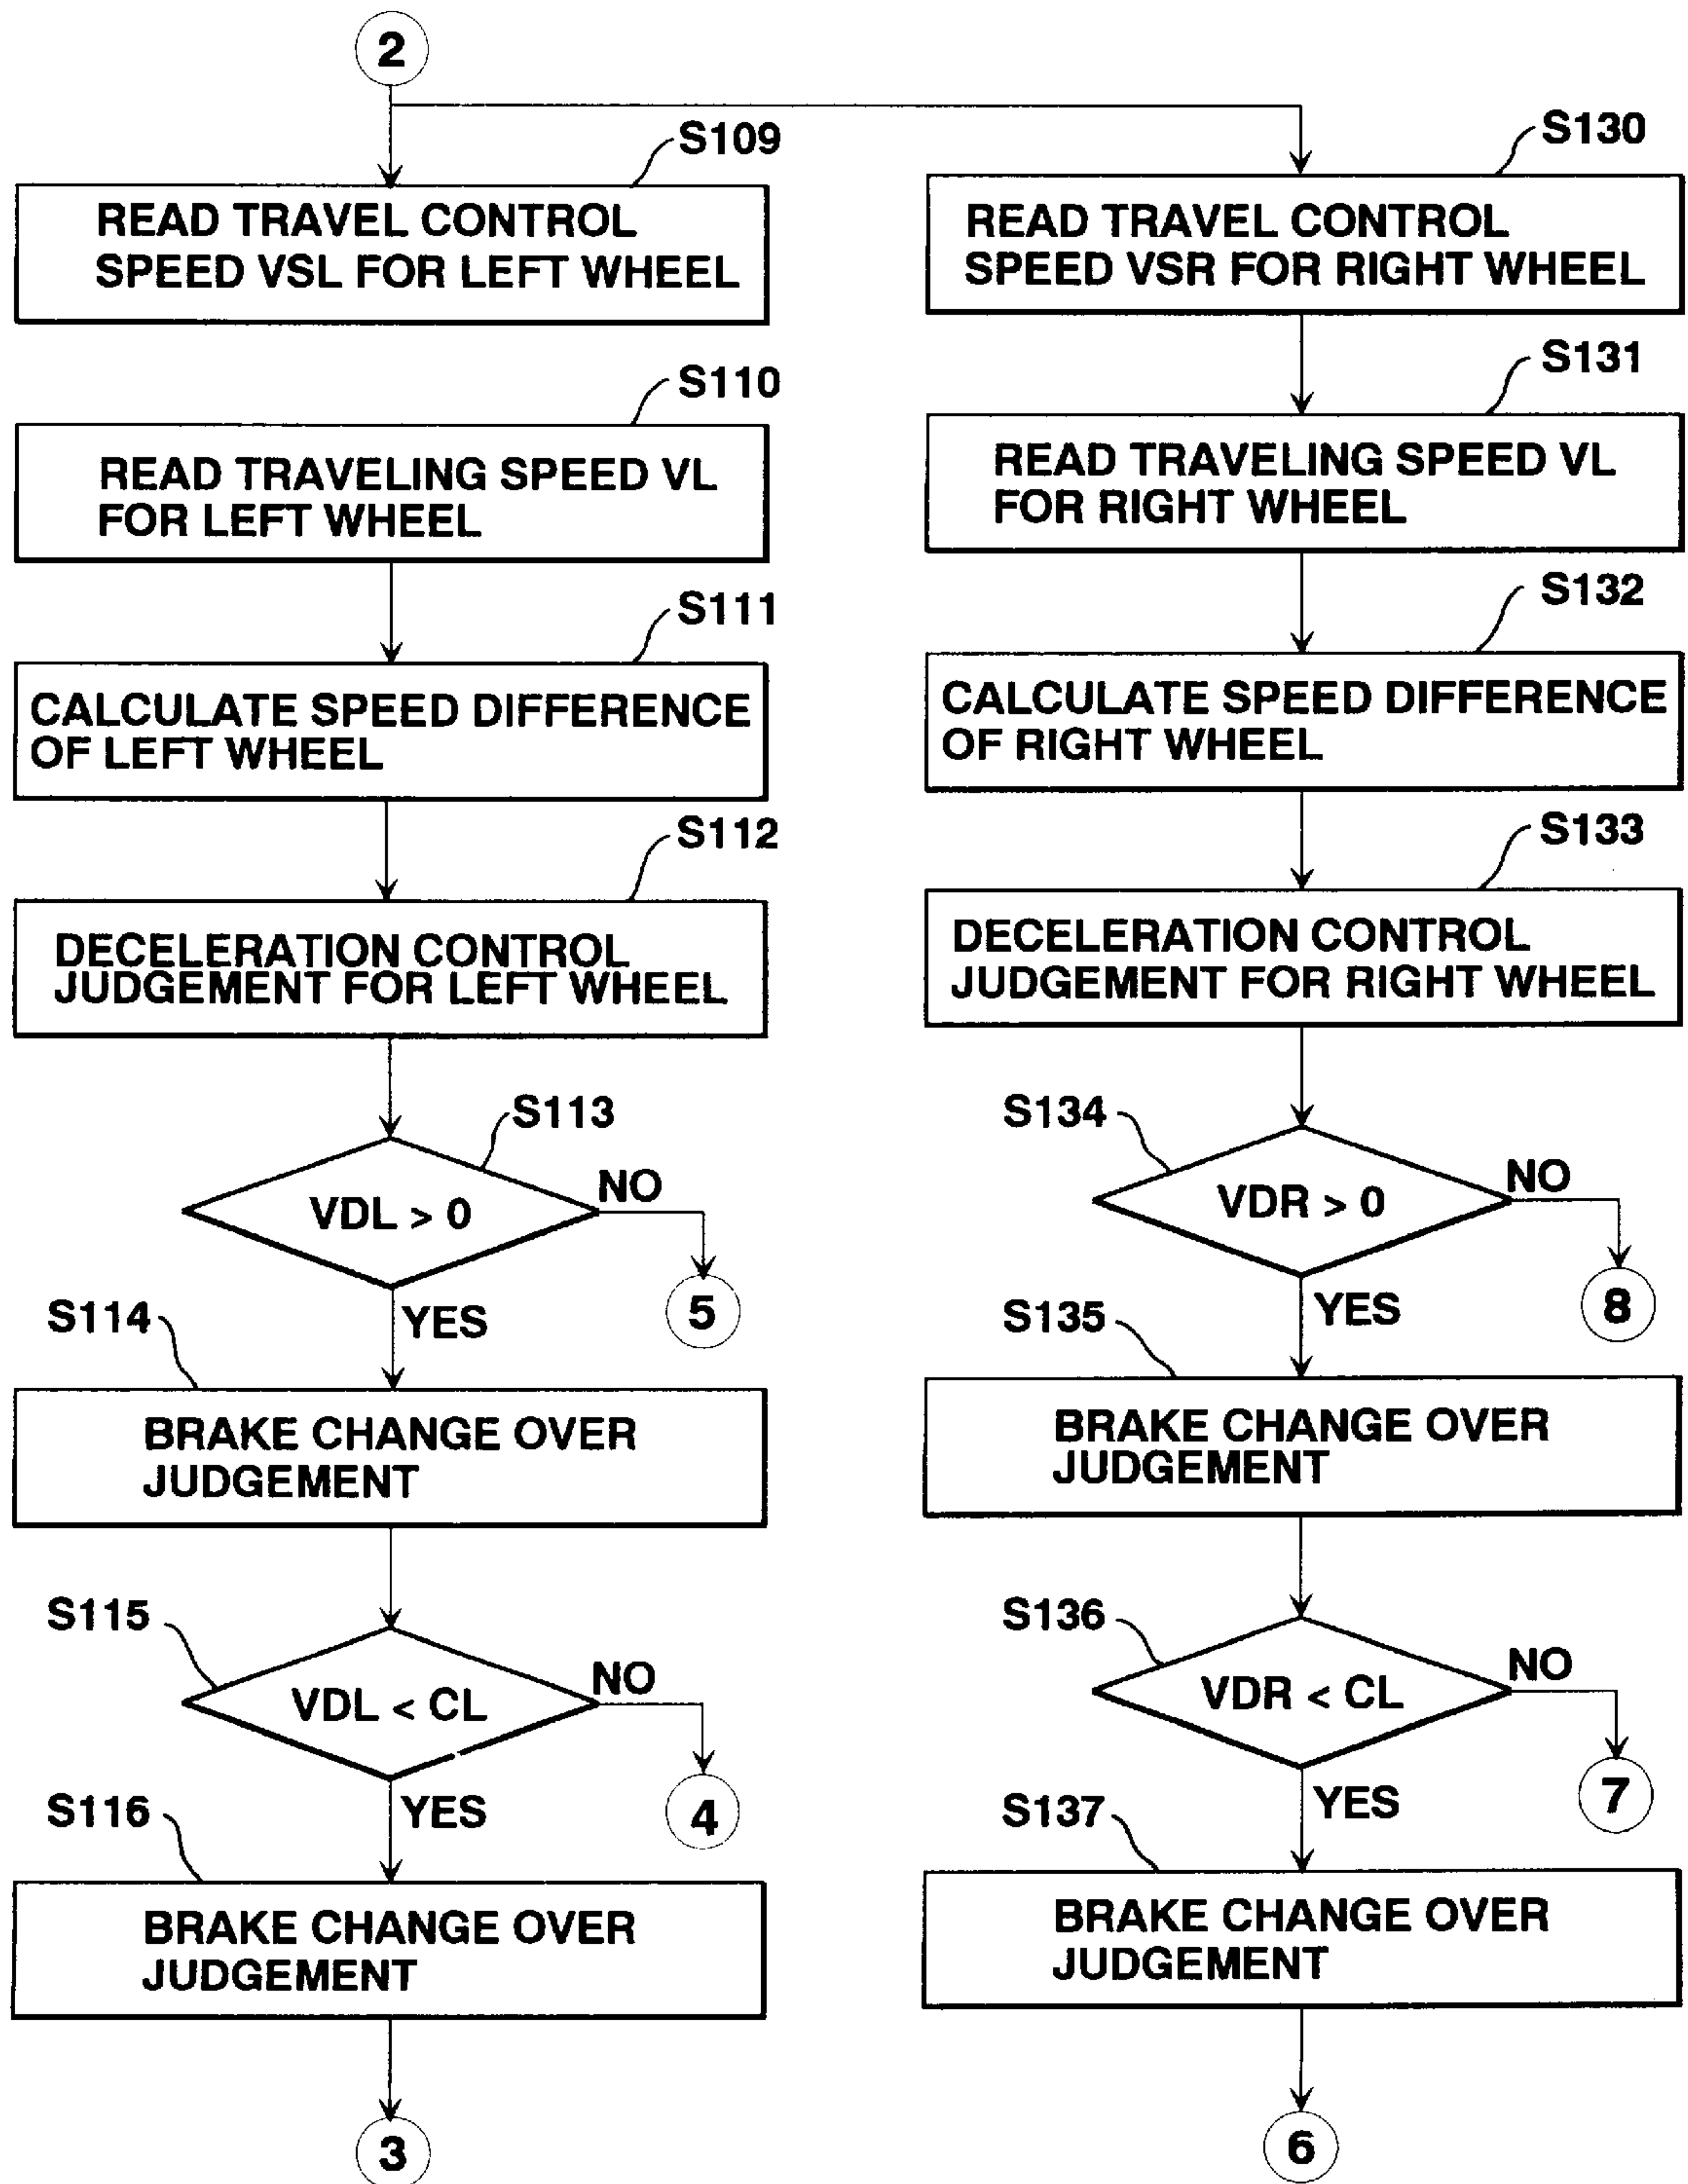 2
S109
READ TRAVEL CONTROL
SPEED VSL FOR LEFT WHEEL
S110
READ TRAVELING SPEED VL
FOR LEFT WHEEL
S111
CALCULATE SPEED DIFFERENCE
OF LEFT WHEEL
S112
DECELERATION CONTROL
JUDGEMENT FOR LEFT WHEEL
S113
VDL > 0
NO
5
YES
S114
BRAKE CHANGE OVER
JUDGEMENT
S115
VDL < CL
NO
4
YES
S116
BRAKE CHANGE OVER
JUDGEMENT
3
S130
READ TRAVEL CONTROL
SPEED VSR FOR RIGHT WHEEL
S131
READ TRAVELING SPEED VL
FOR RIGHT WHEEL
S132
CALCULATE SPEED DIFFERENCE
OF RIGHT WHEEL
S133
DECELERATION CONTROL
JUDGEMENT FOR RIGHT WHEEL
S134
VDR > 0
NO
8
YES
S135
BRAKE CHANGE OVER
JUDGEMENT
S136
VDR < CL
NO
7
YES
S137
BRAKE CHANGE OVER
JUDGEMENT
6